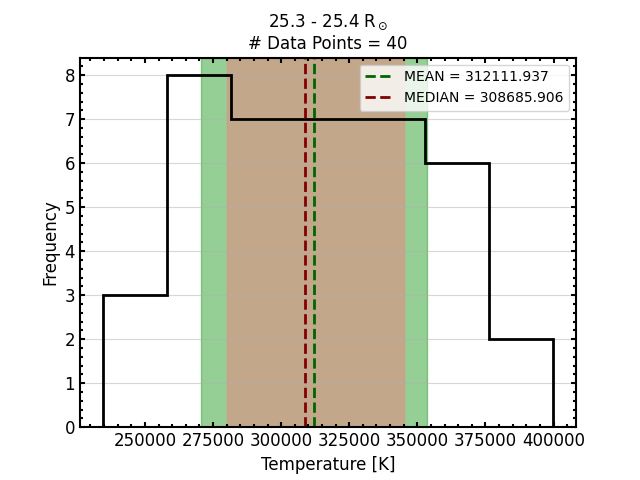 25.3 - 25.4 R⊙
# Data Points = 40
MEAN = 312111.937
MEDIAN = 308685.906
Frequency
8
7
6
5
4
3
2
1
0
250000 275000 300000 325000 350000 375000 400000
Temperature [K]